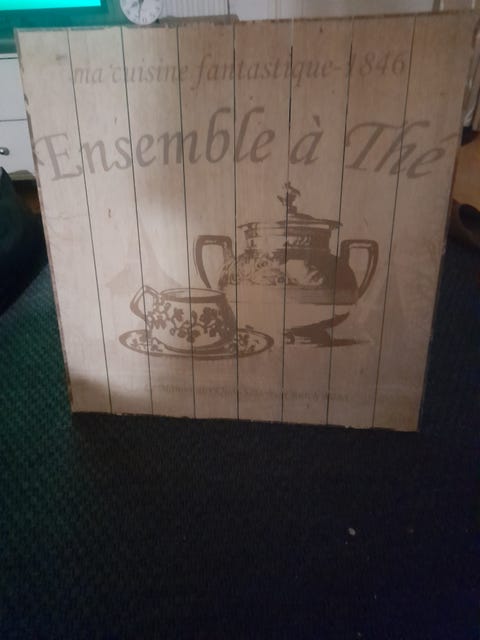 ma cuisine fantastique-1846
Ensemble à Thé